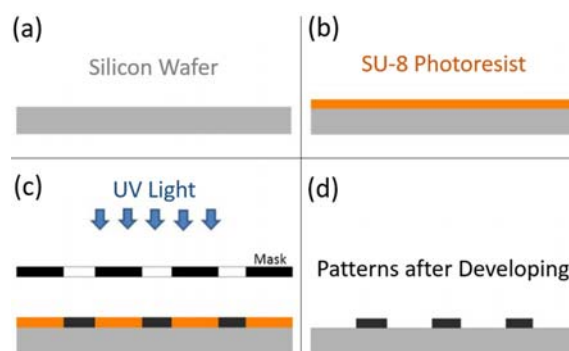 (a)
Silicon Wafer
(b)
SU-8 Photoresist
(c)
UV Light
Mask
(d)
Patterns after Developing